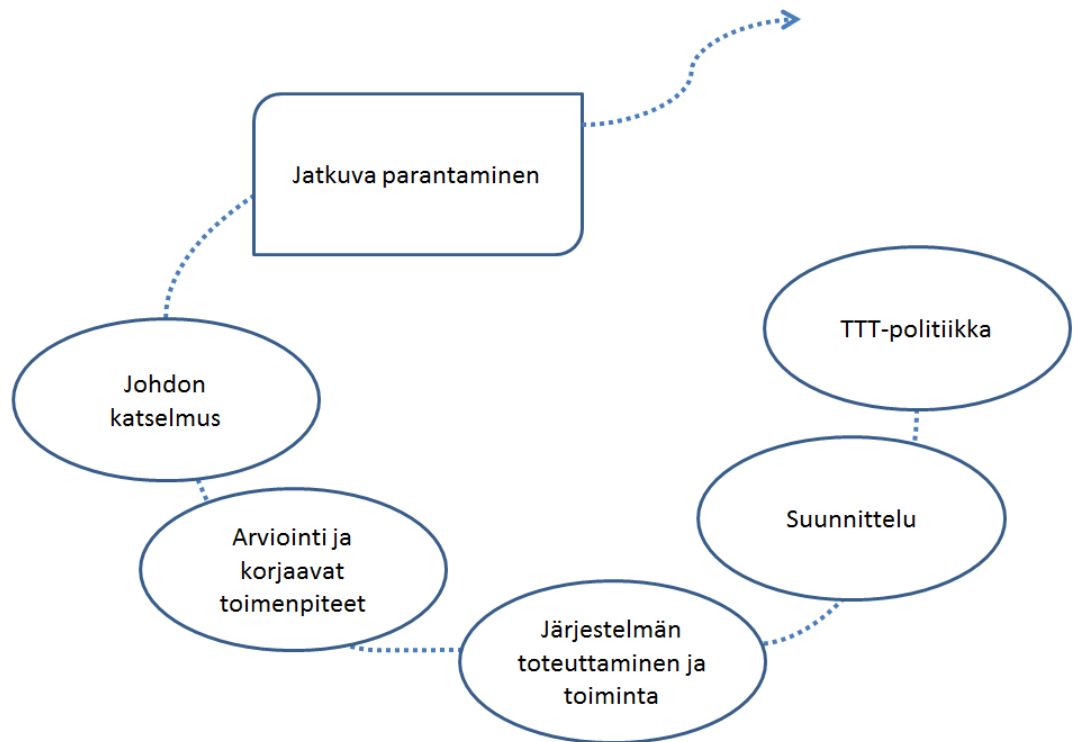 Jatkuva parantaminen
TTT-politiikka
Johdon
katselmus
Suunnittelu
Arviointi ja
korjaavat
toimenpiteet
Järjestelmän
toteuttaminen ja
toiminta